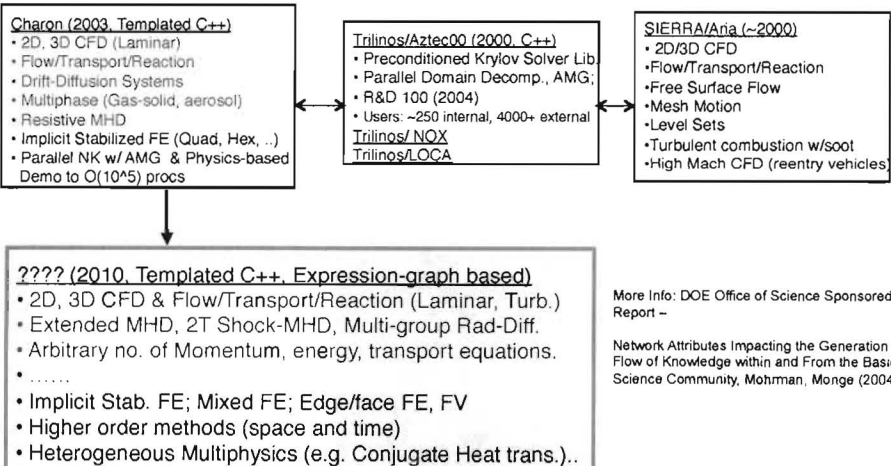 Charon (2003, Templated C++)
• 2D, 3D CFD (Laminar)
• Flow/Transport/Reaction
• Drift-Diffusion Systems
• Multiphase (Gas-solid, aerosol)
• Resistive MHD
• Implicit Stabilized FE (Quad, Hex, ..)
• Parallel NK w/ AMG & Physics-based
Demo to O(10^5) procs
Trilinos/Aztec00 (2000, C++)
• Preconditioned Krylov Solver Lib.
• Parallel Domain Decomp., AMG;
• R&D 100 (2004)
• Users: ~250 internal, 4000+ external
Trilinos/ NOX
Trilinos/LOCA
SIERRA/Aria (~2000)
• 2D/3D CFD
•Flow/Transport/Reaction
•Free Surface Flow
•Mesh Motion
•Level Sets
•Turbulent combustion w/soot
•High Mach CFD (reentry vehicles)
???? (2010, Templated C++, Expression-graph based)
• 2D, 3D CFD & Flow/Transport/Reaction (Laminar, Turb.)
• Extended MHD, 2T Shock-MHD, Multi-group Rad-Diff.
• Arbitrary no. of Momentum, energy, transport equations.
• ......
• Implicit Stab. FE; Mixed FE; Edge/face FE, FV
• Higher order methods (space and time)
• Heterogeneous Multiphysics (e.g. Conjugate Heat trans.)..
More Info: DOE Office of Science Sponsored
Report –
Network Attributes Impacting the Generation
Flow of Knowledge within and From the Basi
Science Community, Mohrman, Monge (2004